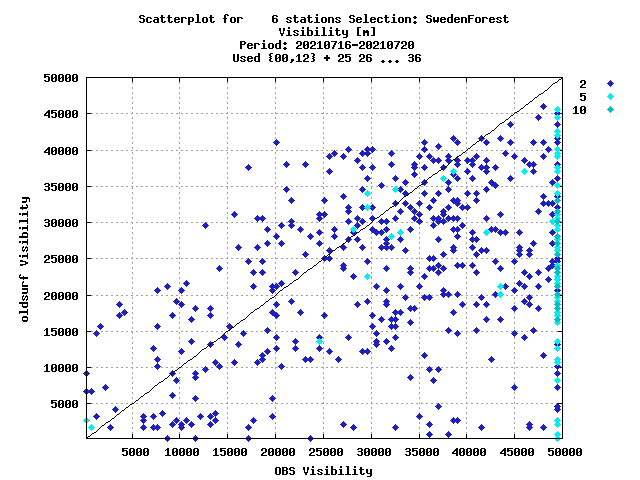 Scatterplot for 6 stations Selection: SwedenForest
Visibility [m]
Period: 20210716-20210720
Used {00,12} + 25 26 ... 36
2
5
10
50000
45000
40000
35000
30000
25000
20000
15000
10000
5000
oldsurf Visibility
5000 10000 15000 20000 25000 30000 35000 40000 45000 50000
OBS Visibility